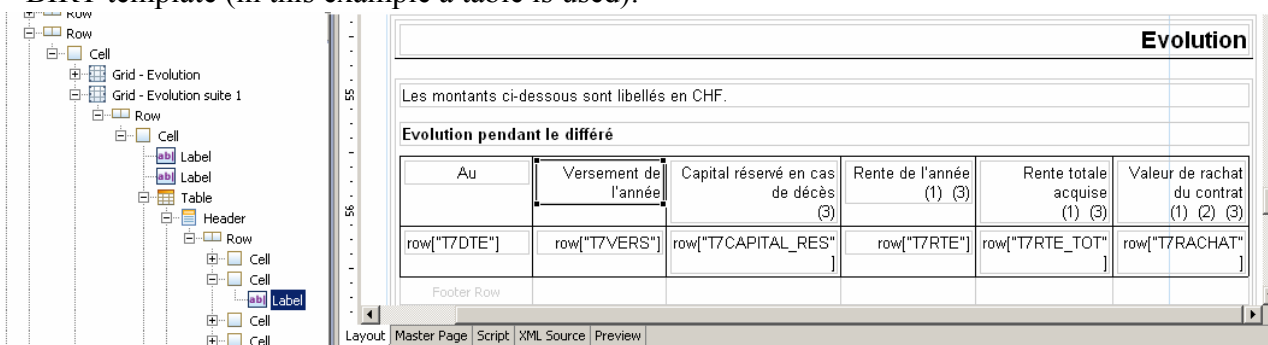 BIRT template (in this example a table is used).
Row
Row
Cell
Grid - Evolution
Grid - Evolution suite 1
Row
Cell
Label
Label
Table
Header
Row
Cell
Cell
Label
Cell
Cell
55
56
Evolution
Les montants ci-dessous sont libellés en CHF.
Evolution pendant le différé
Au
Versement de
l'année
Capital réservé en cas
de décès
(3)
Rente de l'année
(1) (3)
Rente totale
acquise
(1) (3)
Valeur de rachat
du contrat
(1) (2) (3)
row["T7DTE"]
row["T7VERS"]
row["T7CAPITAL_RES"
]
row["T7RTE"]
row["T7RTE_TOT"
]
row["T7RACHAT"
]
Footer Row
Layout Master Page Script XML Source Preview